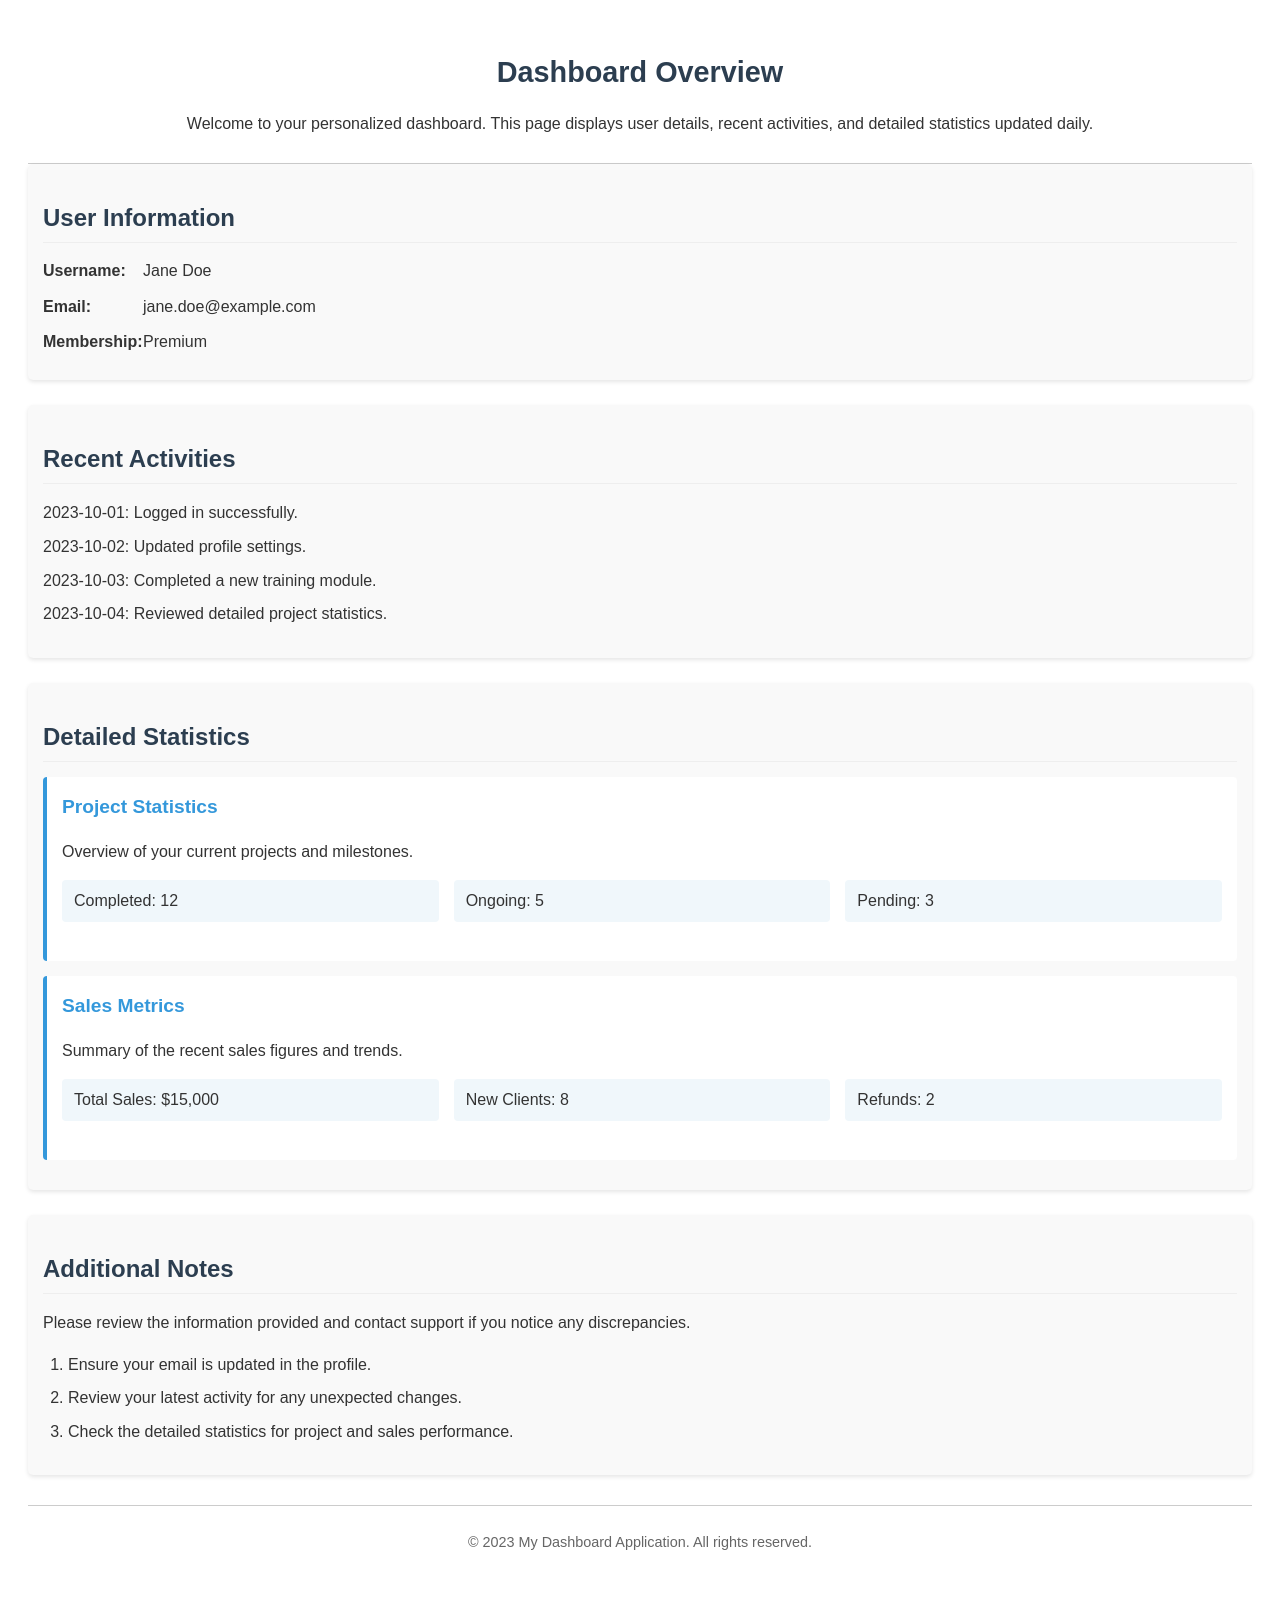 Dashboard Overview
Welcome to your personalized dashboard. This page displays user details, recent activities, and detailed statistics updated daily.
User Information
Username: Jane Doe
Email: jane.doe@example.com
Membership: Premium
Recent Activities
2023-10-01: Logged in successfully.
2023-10-02: Updated profile settings.
2023-10-03: Completed a new training module.
2023-10-04: Reviewed detailed project statistics.
Detailed Statistics
Project Statistics
Overview of your current projects and milestones.
Completed: 12 Ongoing: 5 Pending: 3
Sales Metrics
Summary of the recent sales figures and trends.
Total Sales: $15,000 New Clients: 8 Refunds: 2
Additional Notes
Please review the information provided and contact support if you notice any discrepancies.
1. Ensure your email is updated in the profile.
2. Review your latest activity for any unexpected changes.
3. Check the detailed statistics for project and sales performance.
© 2023 My Dashboard Application. All rights reserved.